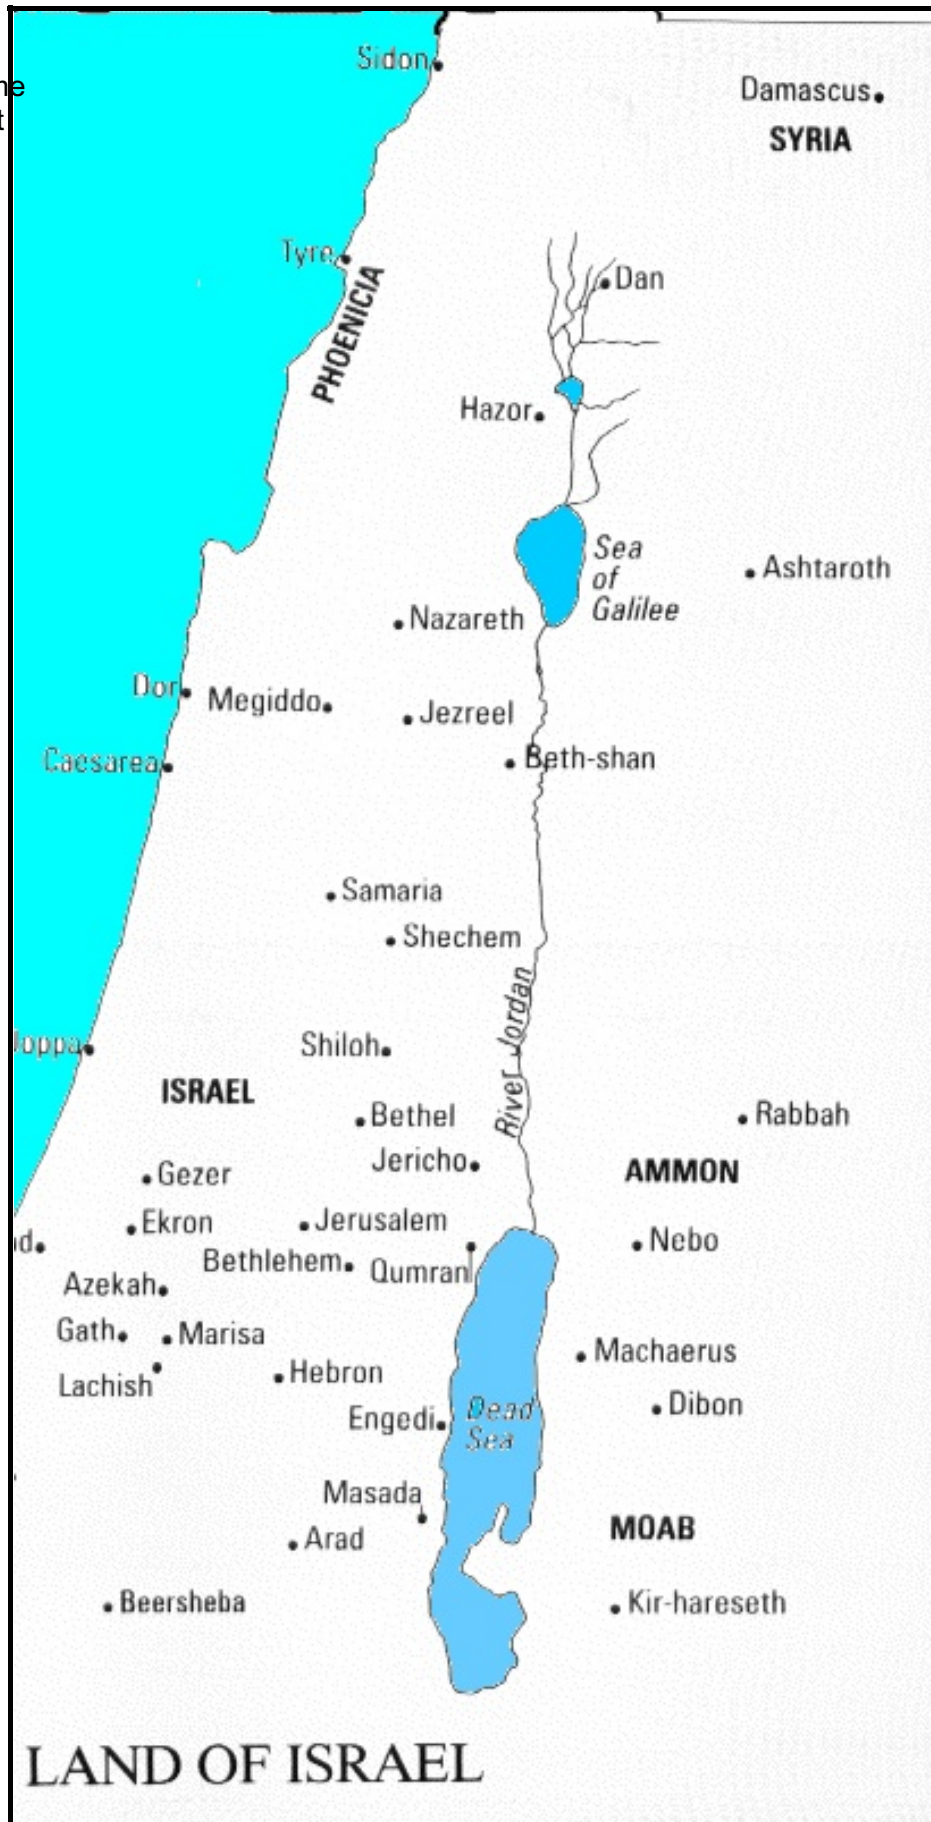 Sidon
Damascus
SYRIA
Tyre
PHOENICIA
Dan
Hazor
Sea
of
Galilee
Ashtaroth
Nazareth
Dor
Megiddo
Jezreel
Caesarea
Beth-shan
Samaria
Shechem
River Jordan
Joppa
Shiloh
ISRAEL
Bethel
Rabbah
Jericho
AMMON
Gezer
Ekron
Jerusalem
Nebo
Bethlehem
Qumran
Azekah
Gath
Marisa
Machaerus
Lachish
Hebron
Dibon
Engedi
Dead
Sea
Masada
MOAB
Arad
Beersheba
Kir-hareseth
LAND OF ISRAEL